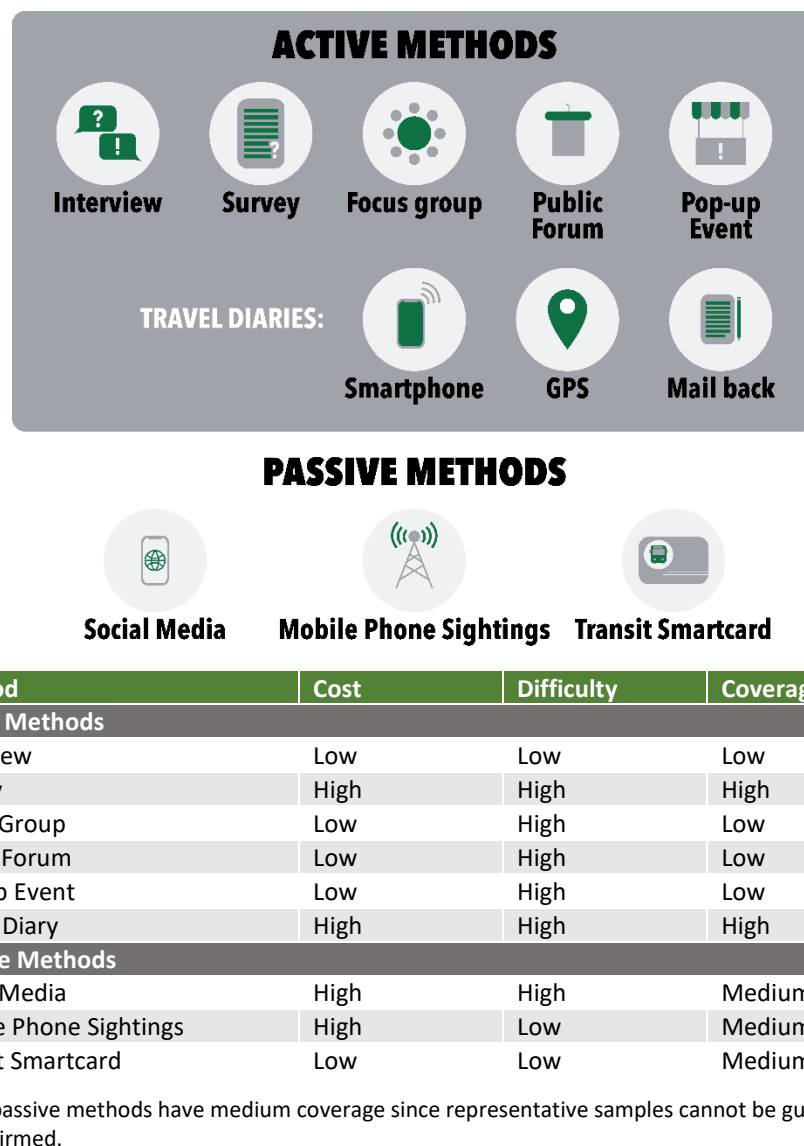 ACTIVE METHODS
?
!
?
!
Interview Survey Focus group Public Forum Pop-up Event
TRAVEL DIARIES:
Smartphone GPS Mail back
PASSIVE METHODS
Social Media Mobile Phone Sightings Transit Smartcard
od Cost Difficulty Coverag
Methods
ew Low Low Low
y High High High
Group Low High Low
Forum Low High Low
p Event Low High Low
Diary High High High
e Methods
Media High High Medium
e Phone Sightings High Low Medium
t Smartcard Low Low Medium
passive methods have medium coverage since representative samples cannot be gu
irmed.